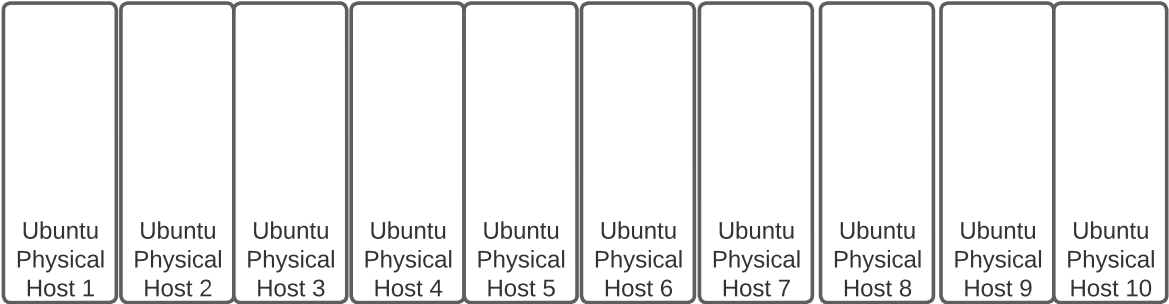 Ubuntu
Physical
Host 1
Ubuntu
Physical
Host 2
Ubuntu
Physical
Host 3
Ubuntu
Physical
Host 4
Ubuntu
Physical
Host 5
Ubuntu
Physical
Host 6
Ubuntu
Physical
Host 7
Ubuntu
Physical
Host 8
Ubuntu
Physical
Host 9
Ubuntu
Physical
Host 10